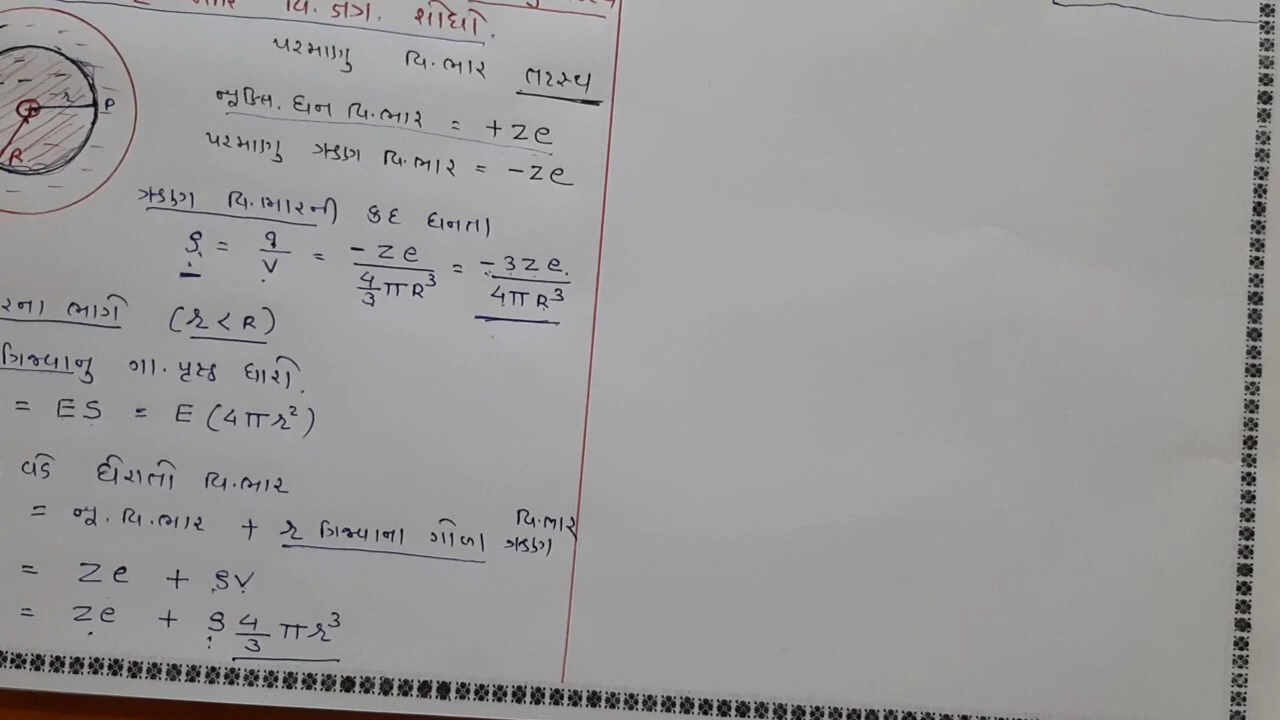 વિ.ક્ષેત્ર. શોધો.
પરમાણુ વિ.ભાર તટસ્થ
r P
R
ન્યુક્લિ. ધન વિ.ભાર = +ze
પરમાણુ ઋણ વિ.ભાર = -ze
ઋણ વિ.ભારની કદ ઘનતા
ρ = q/V = -ze/(4/3 πR³) = -3ze/(4πR³)
ના ભાગે (r < R)
ત્રિજ્યાનુ ગા. પૃષ્ઠ ધારો.
= ES = E(4πr²)
વડે ઘેરાતો વિ.ભાર
= ન્યુ. વિ.ભાર + r ત્રિજ્યાના ગોળા ઋણ વિ.ભાર
= ze + ρV
= ze + ρ 4/3 πr³